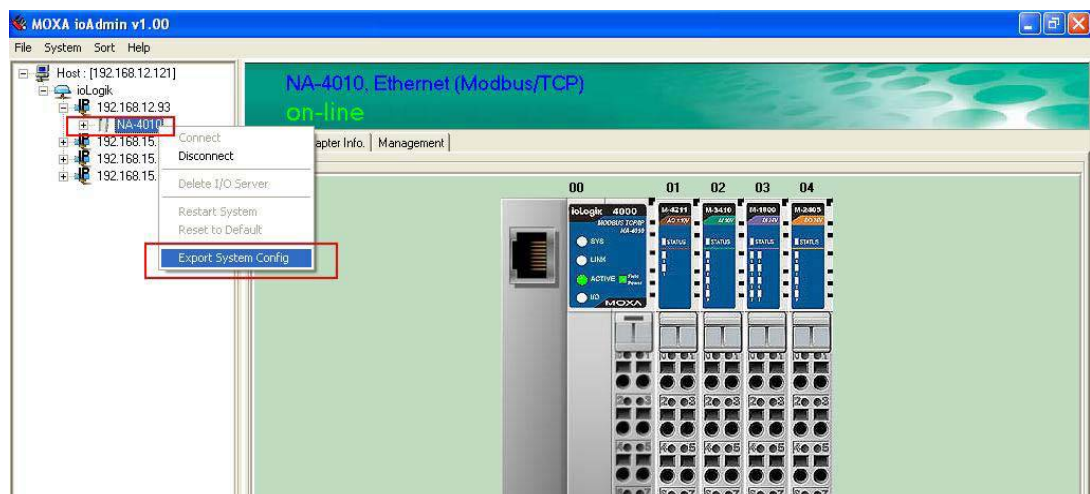 MOXA ioAdmin v1.00
File System Sort Help
Host : [192.168.12.121]
ioLogik
192.168.12.93
NA-4010
192.168.15.
192.168.15.
192.168.15.
Connect
Disconnect
Delete I/O Server
Restart System
Reset to Default
Export System Config
NA-4010, Ethernet (Modbus/TCP)
on-line
apter Info. Management
00 01 02 03 04
ioLogik 4000
MODBUS TCP/IP
NA-4010
SYS
LINK
ACTIVE
Field
Power
I/O
MOXA
M-4211 M-3410 M-1800 M-2405
STATUS STATUS STATUS STATUS